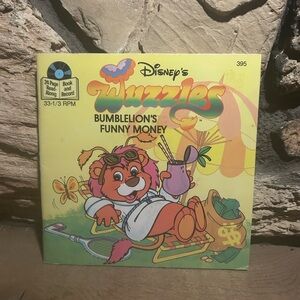 Disney's
395
Wuzzles
24 Page
Read-
Along
Book
and
Record
33-1/3 RPM
BUMBLELION'S
FUNNY MONEY
$